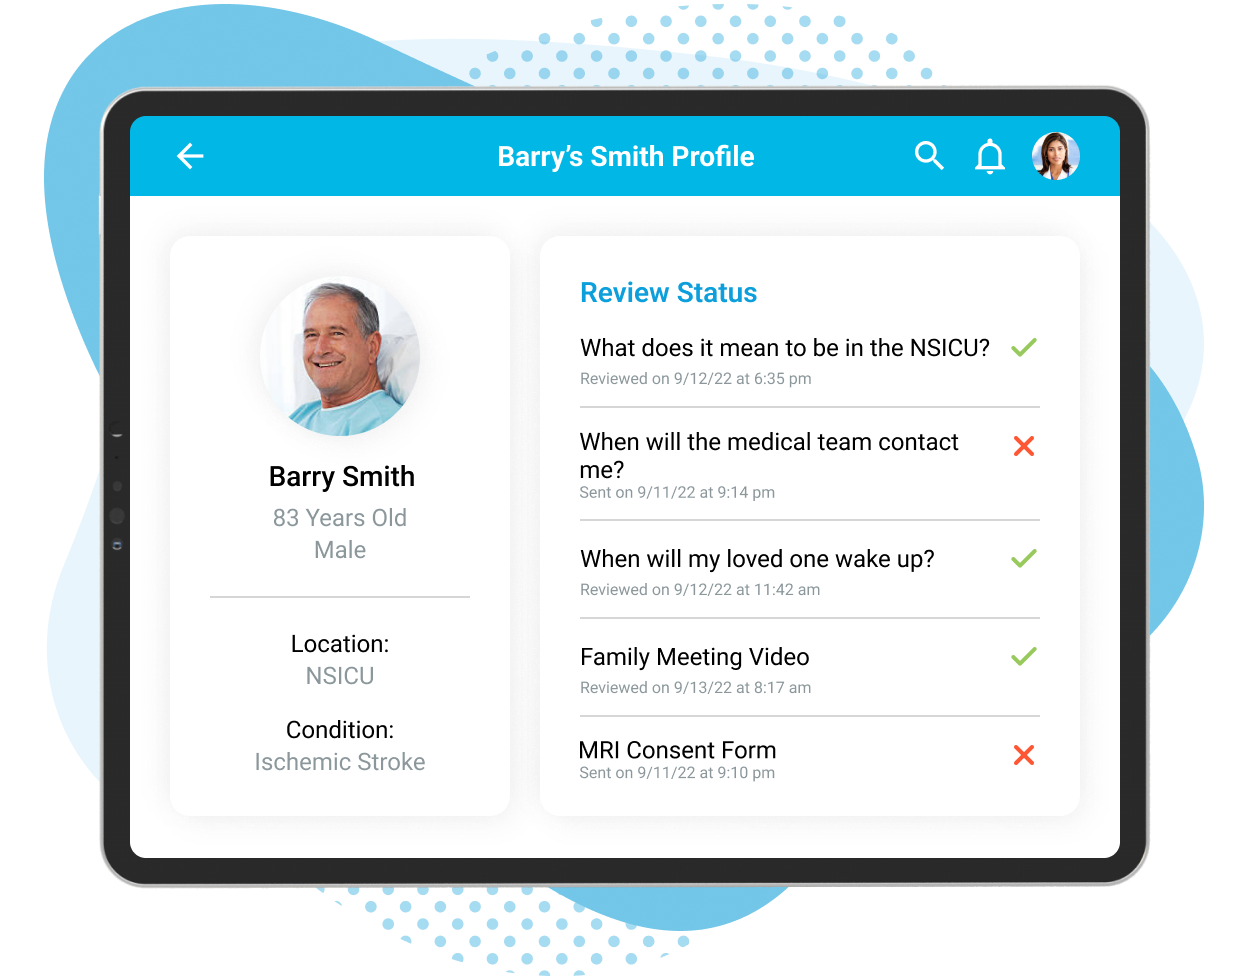 Barry’s Smith Profile
Barry Smith
83 Years Old
Male
Location:
NSICU
Condition:
Ischemic Stroke
Review Status
What does it mean to be in the NSICU?
Reviewed on 9/12/22 at 6:35 pm
When will the medical team contact
me?
Sent on 9/11/22 at 9:14 pm
When will my loved one wake up?
Reviewed on 9/12/22 at 11:42 am
Family Meeting Video
Reviewed on 9/13/22 at 8:17 am
MRI Consent Form
Sent on 9/11/22 at 9:10 pm